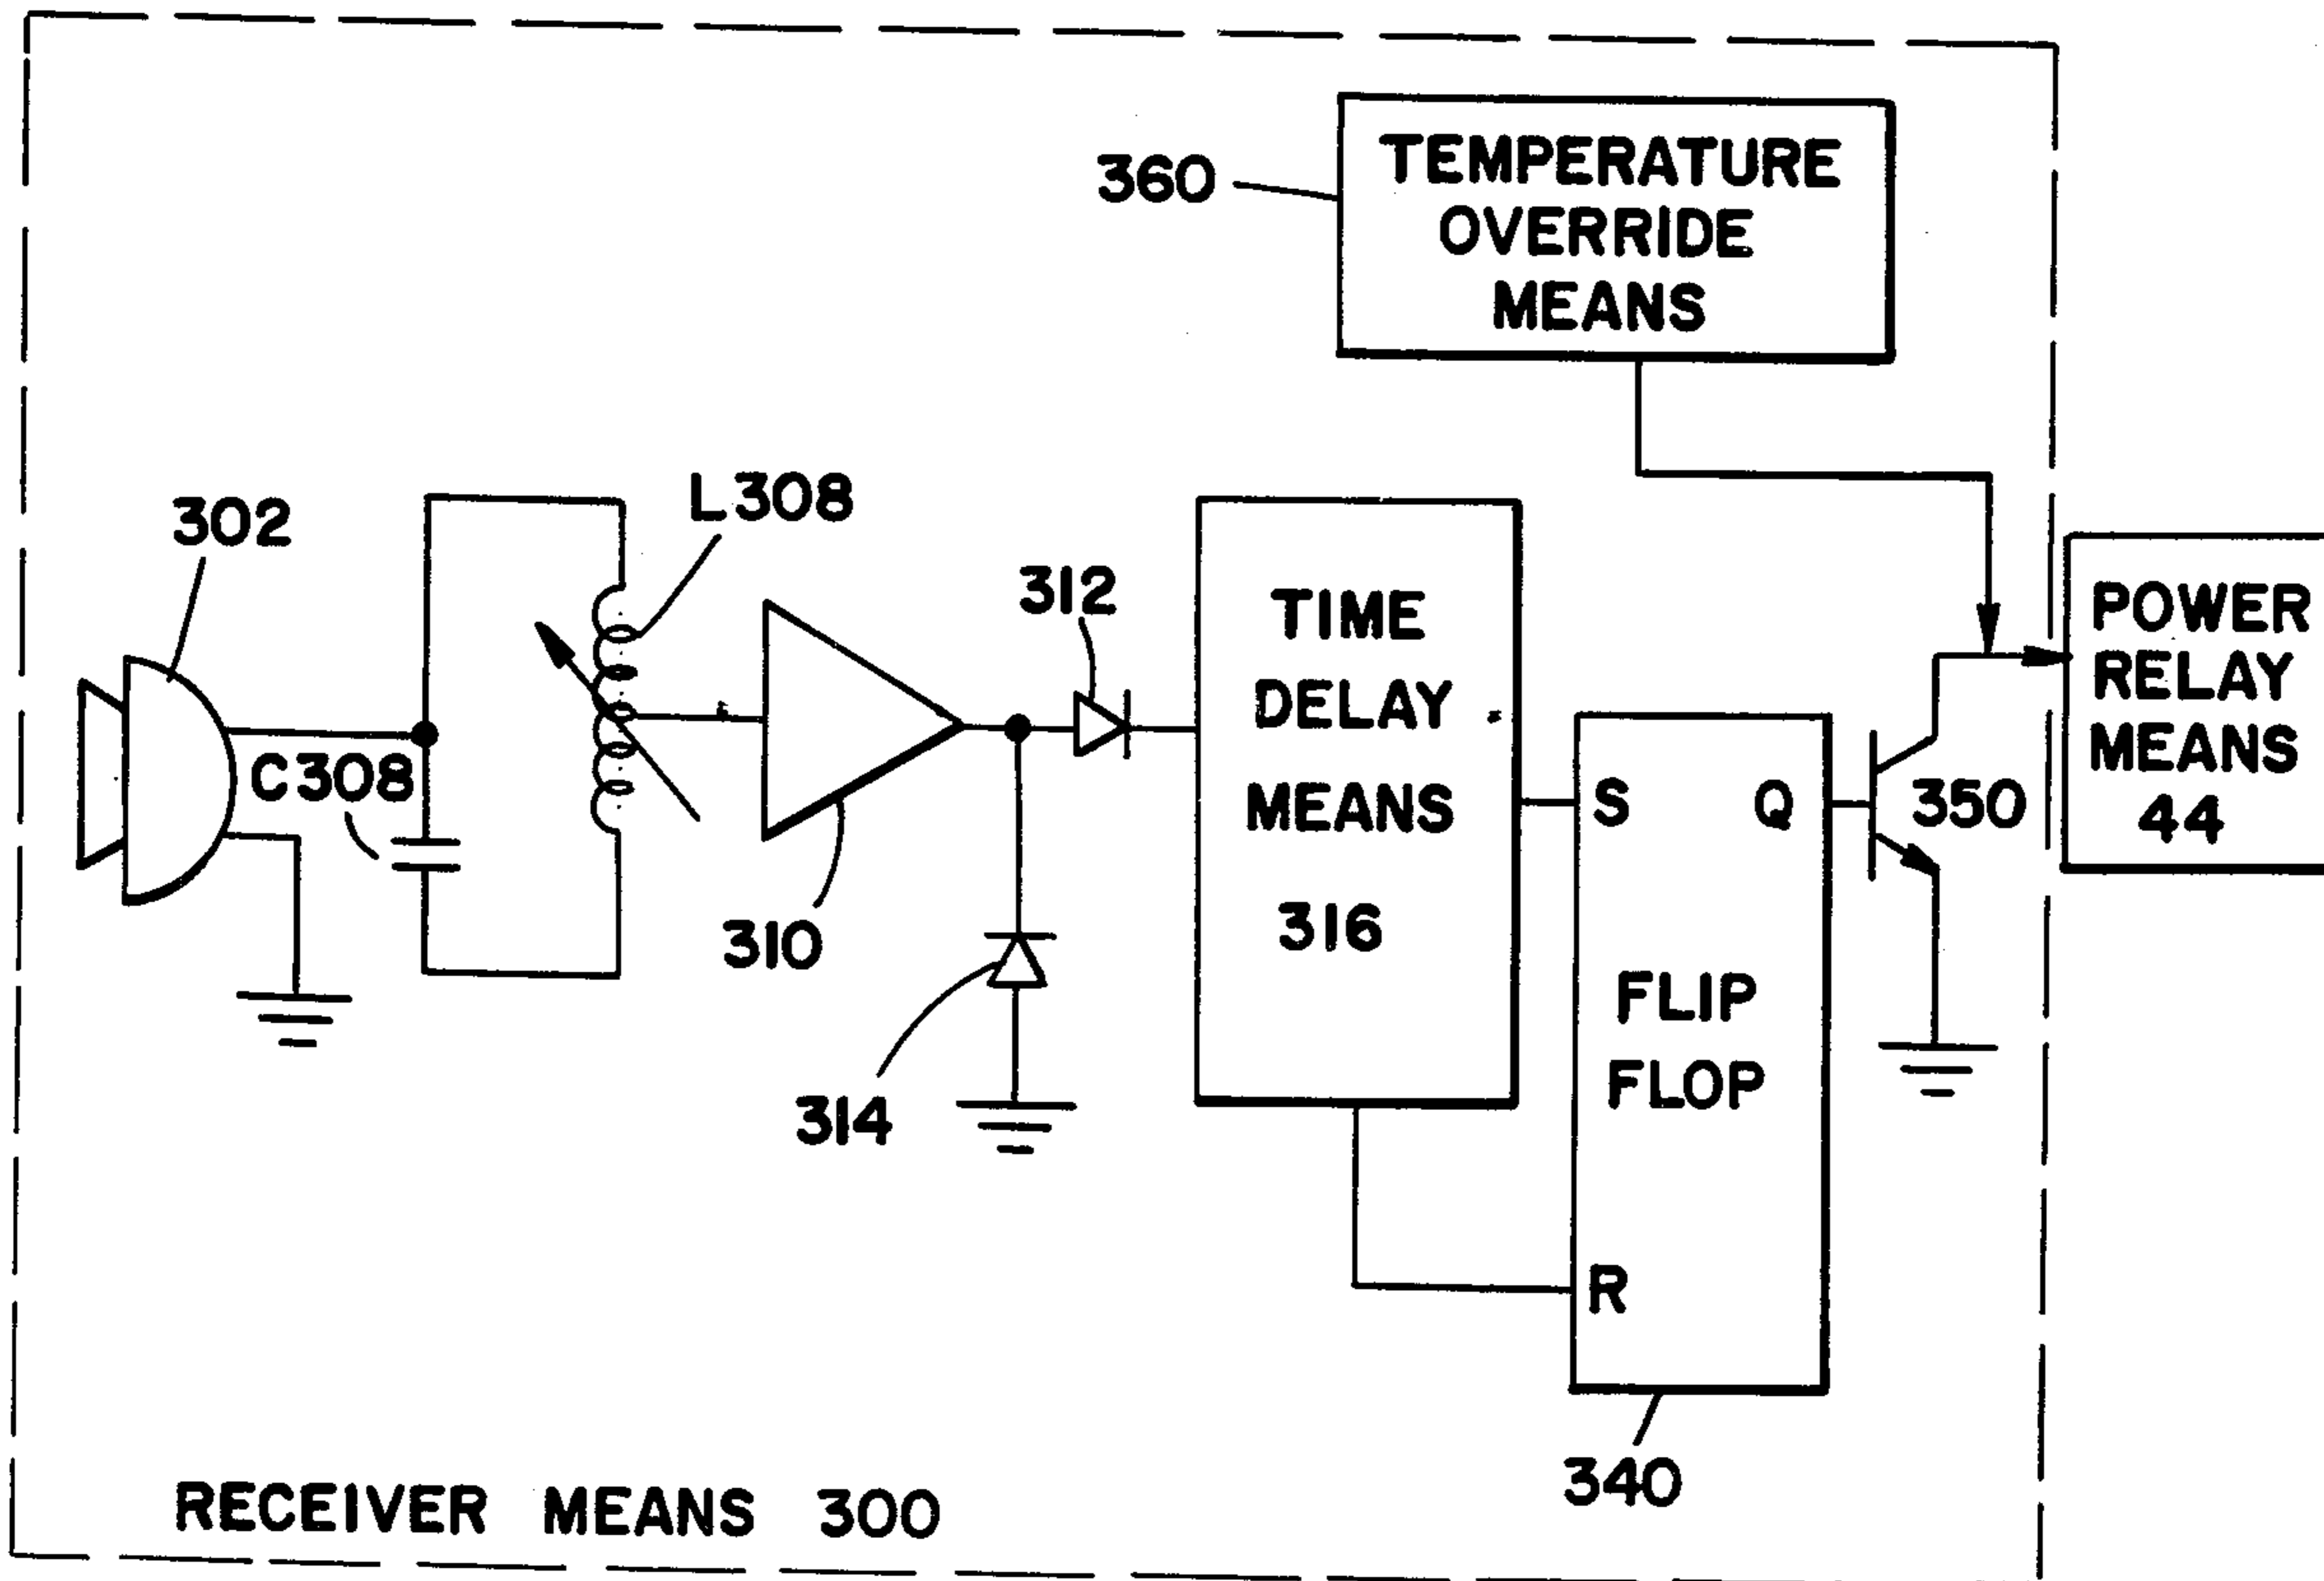 360
TEMPERATURE
OVERRIDE
MEANS
302
L308
312
TIME
DELAY
MEANS
316
POWER
RELAY
MEANS
44
C308
S
Q
350
310
FLIP
FLOP
314
R
340
RECEIVER MEANS 300